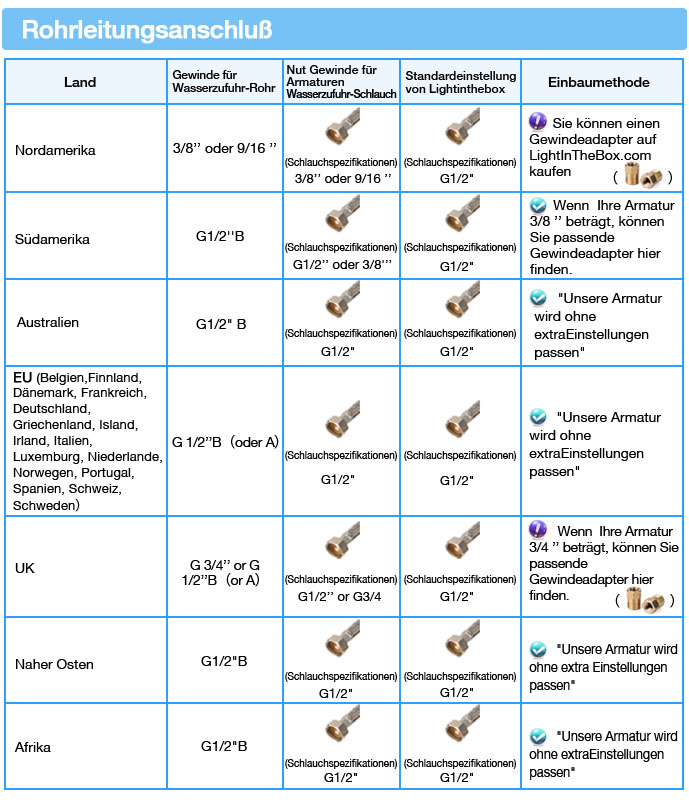 Rohrleitungsanschluß
Land
Gewinde für
Wasserzufuhr-Rohr
Nut Gewinde für
Armaturen
Wasserzufuhr-Schlauch
Standardeinstellung
von Lightinthebox
Einbaumethode
Nordamerika
3/8’’ oder 9/16 ’’
(Schlauchspezifikationen)
3/8’’ oder 9/16 ’’
(Schlauchspezifikationen)
G1/2"
Sie können einen
Gewindeadapter auf
LightInTheBox.com
kaufen
( )
Südamerika
G1/2''B
(Schlauchspezifikationen)
G1/2’’ oder 3/8’’’
(Schlauchspezifikationen)
G1/2"
Wenn Ihre Armatur
3/8 ’’ beträgt, können
Sie passende
Gewindeadapter hier
finden.
Australien
G1/2" B
(Schlauchspezifikationen)
G1/2"
(Schlauchspezifikationen)
G1/2"
"Unsere Armatur
wird ohne
extraEinstellungen
passen"
EU (Belgien,Finnland,
Dänemark, Frankreich,
Deutschland,
Griechenland, Island,
Irland, Italien,
Luxemburg, Niederlande,
Norwegen, Portugal,
Spanien, Schweiz,
Schweden)
G 1/2’’B (oder A)
(Schlauchspezifikationen)
G1/2"
(Schlauchspezifikationen)
G1/2"
"Unsere Armatur
wird ohne
extraEinstellungen
passen"
UK
G 3/4’’ or G
1/2’’B (or A)
(Schlauchspezifikationen)
G1/2’’ or G3/4
(Schlauchspezifikationen)
G1/2"
Wenn Ihre Armatur
3/4 ’’ beträgt, können Sie
passende
Gewindeadapter hier
finden.
( )
Naher Osten
G1/2"B
(Schlauchspezifikationen)
G1/2"
(Schlauchspezifikationen)
G1/2"
"Unsere Armatur wird
ohne extra Einstellungen
passen"
Afrika
G1/2"B
(Schlauchspezifikationen)
G1/2"
(Schlauchspezifikationen)
G1/2"
"Unsere Armatur wird
ohne extraEinstellungen
passen"